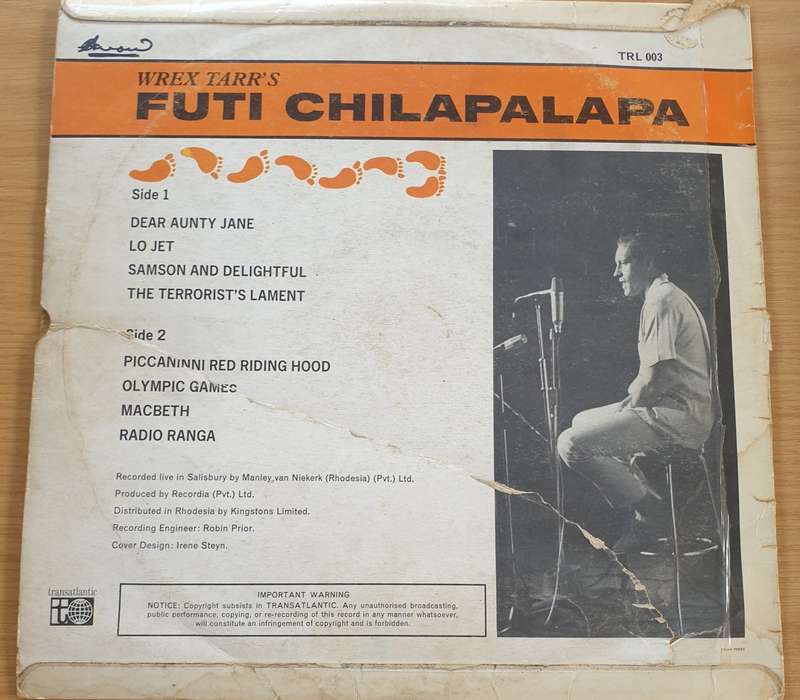 TRL 003
WREX TARR'S
FUTI CHILAPALAPA
Side 1
DEAR AUNTY JANE
LO JET
SAMSON AND DELIGHTFUL
THE TERRORIST'S LAMENT
Side 2
PICCANINNI RED RIDING HOOD
OLYMPIC GAMES
MACBETH
RADIO RANGA
Recorded live in Salisbury by Manley, van Niekerk (Rhodesia) (Pvt.) Ltd.
Produced by Recordia (Pvt.) Ltd.
Distributed in Rhodesia by Kingstons Limited.
Recording Engineer: Robin Prior.
Cover Design: Irene Steyn.
transatlantic
IMPORTANT WARNING
NOTICE: Copyright subsists in TRANSATLANTIC. Any unauthorised broadcasting,
public performance, copying, or re-recording of this record in any manner whatsoever,
will constitute an infringement of copyright and is forbidden.